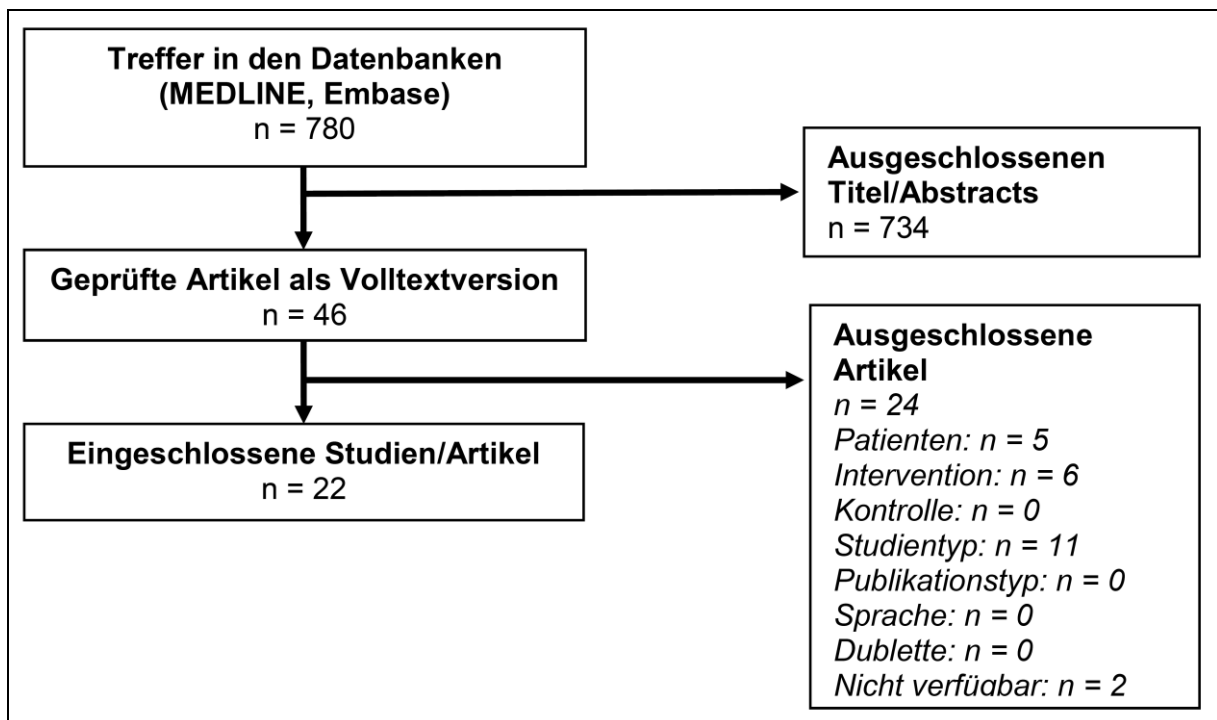 Treffer in den Datenbanken
(MEDLINE, Embase)
n = 780
Ausgeschlossenen
Titel/Abstracts
n = 734
Geprüfte Artikel als Volltextversion
n = 46
Ausgeschlossene
Artikel
n = 24
Patienten: n = 5
Intervention: n = 6
Kontrolle: n = 0
Studientyp: n = 11
Publikationstyp: n = 0
Sprache: n = 0
Dublette: n = 0
Nicht verfügbar: n = 2
Eingeschlossene Studien/Artikel
n = 22